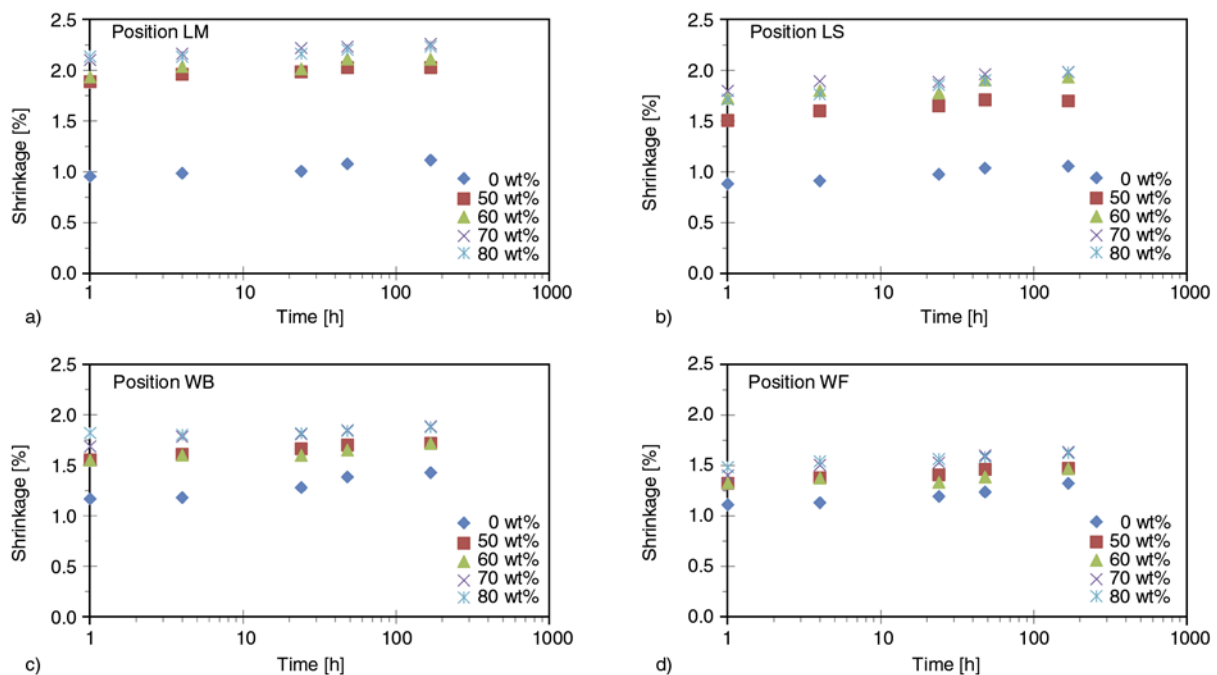 2.5
Position LM
2.0
1.5
1.0
0.5
0.0
Shrinkage [%]
0 wt%
50 wt%
60 wt%
70 wt%
80 wt%
1 10 100 1000
Time [h]
a)
2.5
Position LS
2.0
1.5
1.0
0.5
0.0
Shrinkage [%]
0 wt%
50 wt%
60 wt%
70 wt%
80 wt%
1 10 100 1000
Time [h]
b)
2.5
Position WB
2.0
1.5
1.0
0.5
0.0
Shrinkage [%]
0 wt%
50 wt%
60 wt%
70 wt%
80 wt%
1 10 100 1000
Time [h]
c)
2.5
Position WF
2.0
1.5
1.0
0.5
0.0
Shrinkage [%]
0 wt%
50 wt%
60 wt%
70 wt%
80 wt%
1 10 100 1000
Time [h]
d)